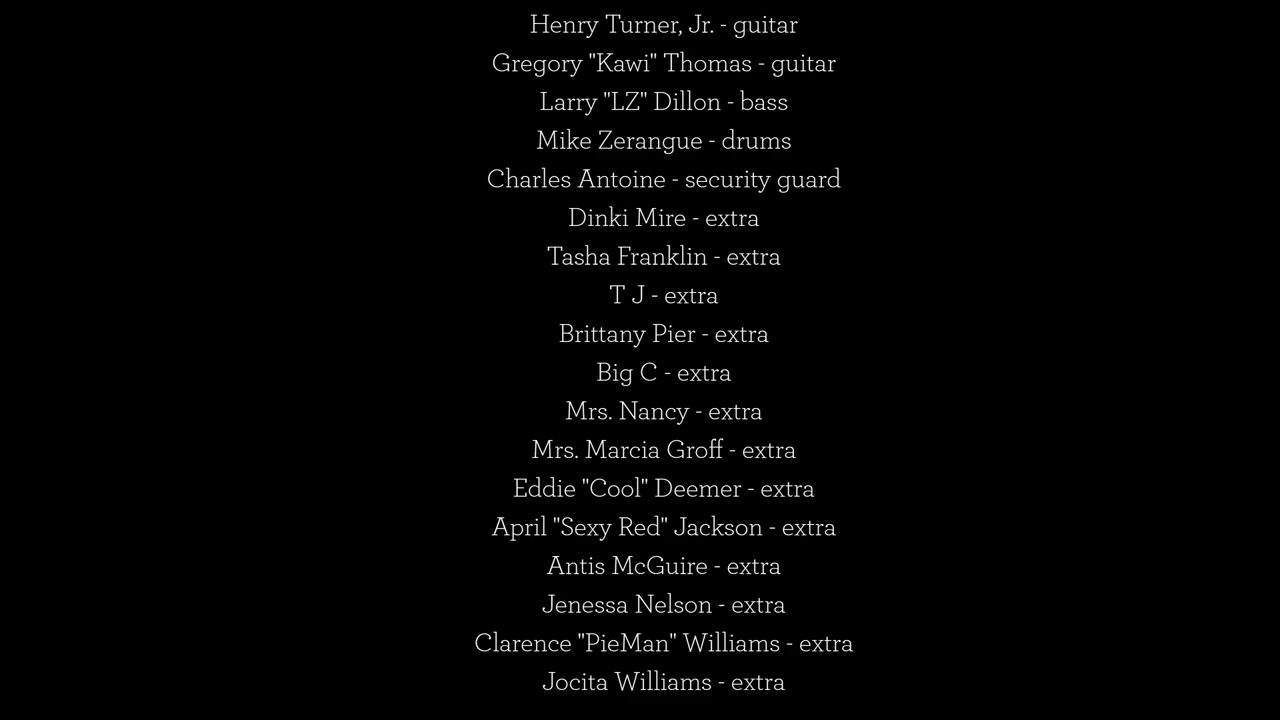 Henry Turner, Jr. - guitar
Gregory "Kawi" Thomas - guitar
Larry "LZ" Dillon - bass
Mike Zerangue - drums
Charles Antoine - security guard
Dinki Mire - extra
Tasha Franklin - extra
T J - extra
Brittany Pier - extra
Big C - extra
Mrs. Nancy - extra
Mrs. Marcia Groff - extra
Eddie "Cool" Deemer - extra
April "Sexy Red" Jackson - extra
Antis McGuire - extra
Jenessa Nelson - extra
Clarence "PieMan" Williams - extra
Jocita Williams - extra